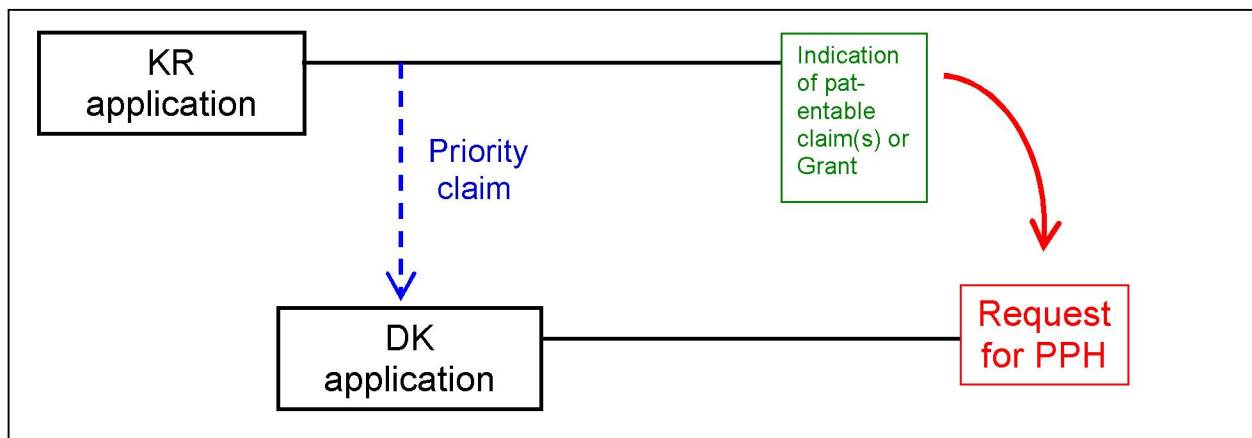 KR
application
Indication
of pat-
entable
claim(s) or
Grant
Priority
claim
DK
application
Request
for PPH